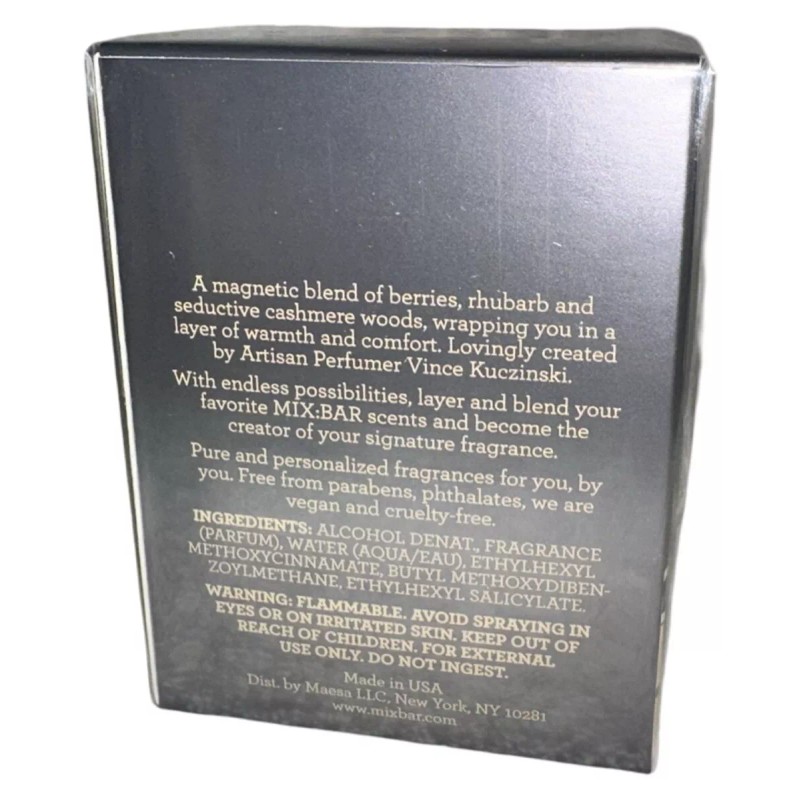 A magnetic blend of berries, rhubarb and
seductive cashmere woods, wrapping you in a
layer of warmth and comfort. Lovingly created
by Artisan Perfumer Vince Kuczinski.
With endless possibilities, layer and blend your
favorite MIX:BAR scents and become the
creator of your signature fragrance.
Pure and personalized fragrances for you, by
you. Free from parabens, phthalates, we are
vegan and cruelty-free.
INGREDIENTS: ALCOHOL DENAT., FRAGRANCE
(PARFUM), WATER (AQUA/EAU), ETHYLHEXYL
METHOXYCINNAMATE, BUTYL METHOXYDIBEN-
ZOYLMETHANE, ETHYLHEXYL SALICYLATE.
WARNING: FLAMMABLE. AVOID SPRAYING IN
EYES OR ON IRRITATED SKIN. KEEP OUT OF
REACH OF CHILDREN. FOR EXTERNAL
USE ONLY. DO NOT INGEST.
Made in USA
Dist. by Maesa LLC, New York, NY 10281
www.mixbar.com